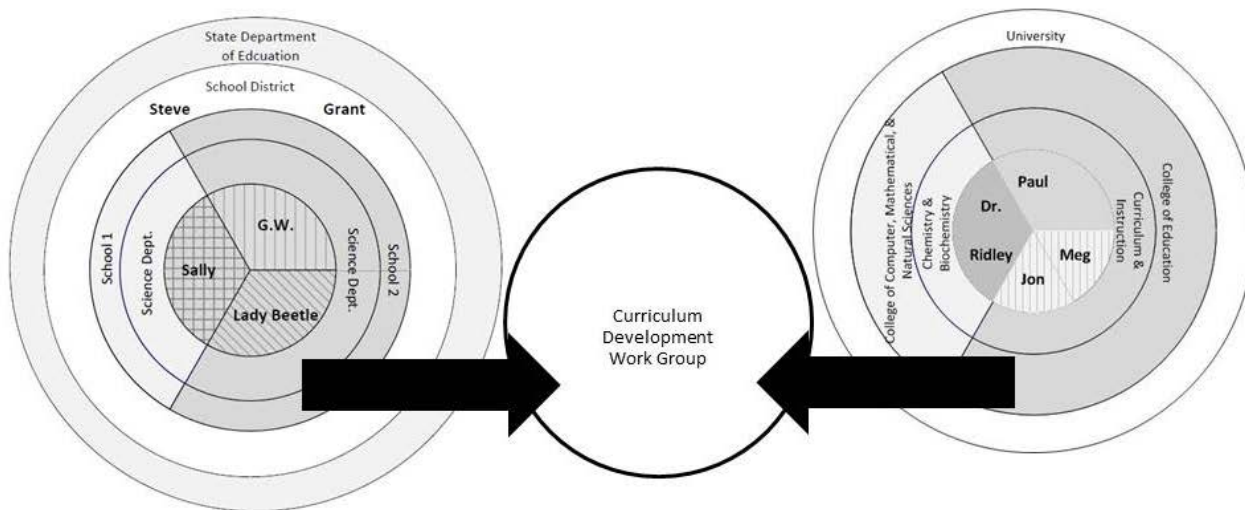 State Department
of Edcuation
School District
Steve
Grant
School 1
Science Dept.
Sally
G.W.
Lady Beetle
Science Dept.
School 2
Curriculum
Development
Work Group
University
College of Computer, Mathematical, &
Natural Sciences
Chemistry &
Biochemistry
Paul
Dr.
Ridley
Jon
Meg
Curriculum &
Instruction
College of Education